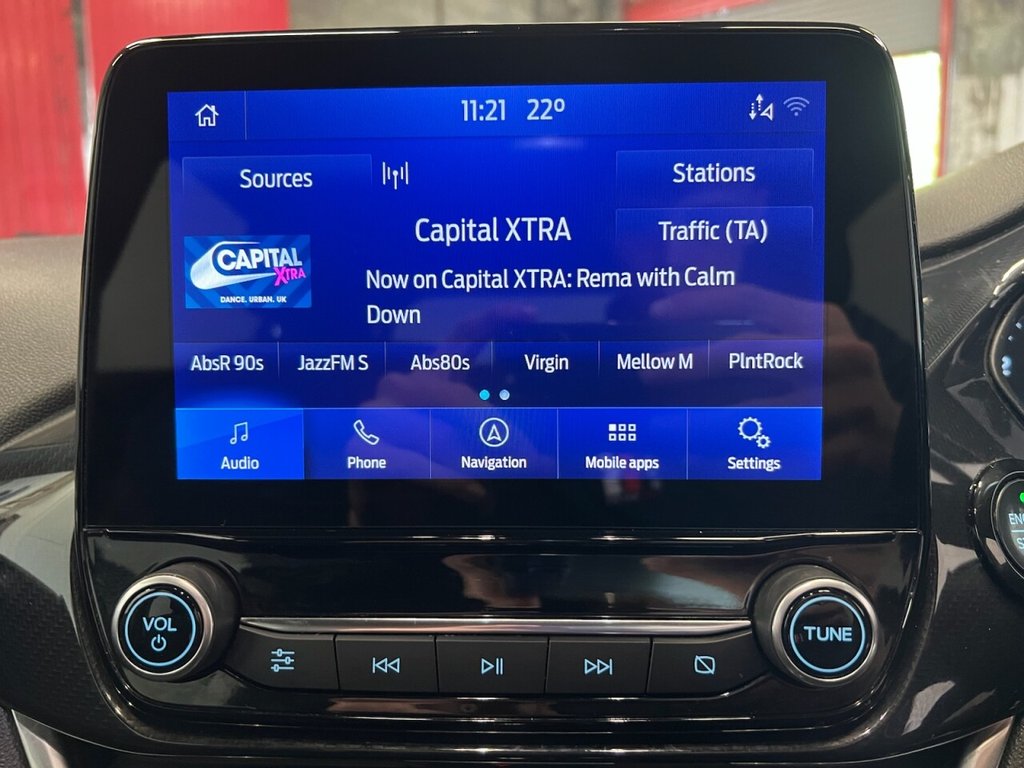 11:21 22º
Sources
Stations
Capital XTRA
Traffic (TA)
CAPITAL
XTRA
DANCE. URBAN. UK
Now on Capital XTRA: Rema with Calm
Down
AbsR 90s JazzFM S Abs80s Virgin Mellow M PlntRock
Audio Phone Navigation Mobile apps Settings
VOL
TUNE